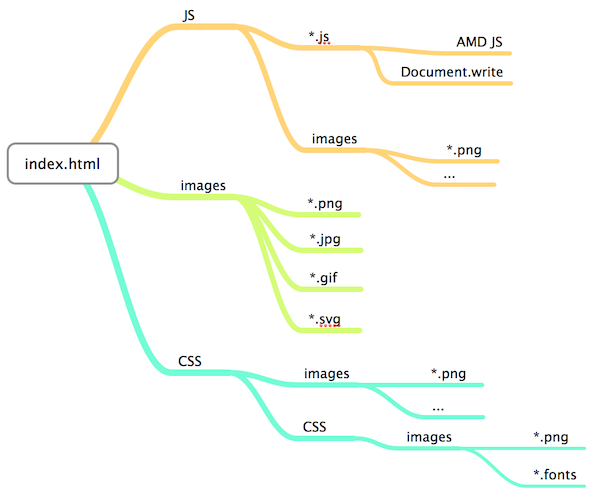 JS
*.js
AMD JS
Document.write
images
*.png
...
index.html
images
*.png
*.jpg
*.gif
*.svg
CSS
images
*.png
...
CSS
images
*.png
*.fonts